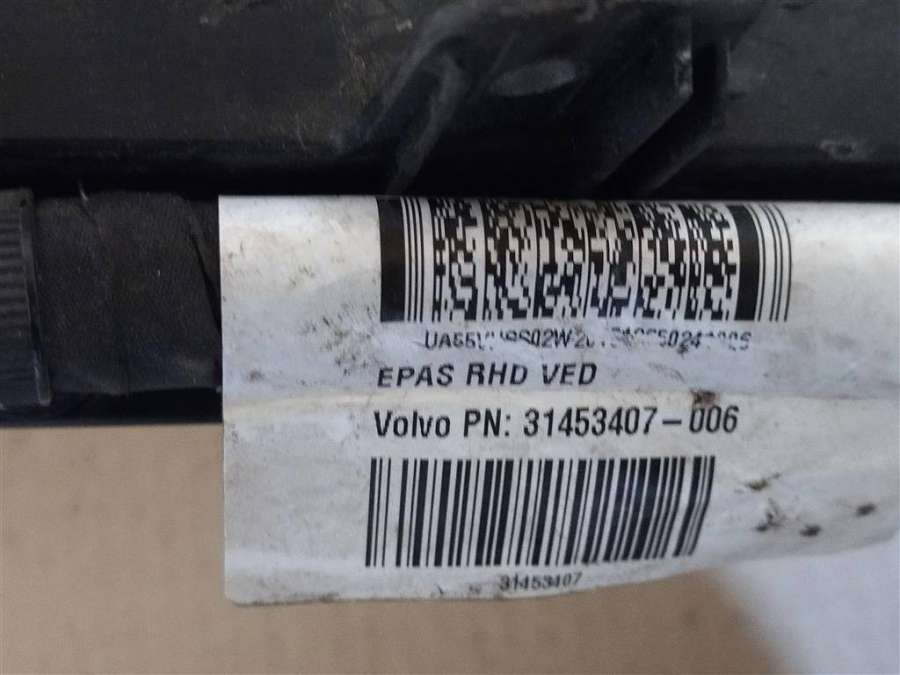 EPAS RHD VED
Volvo PN: 31453407-006
31453407